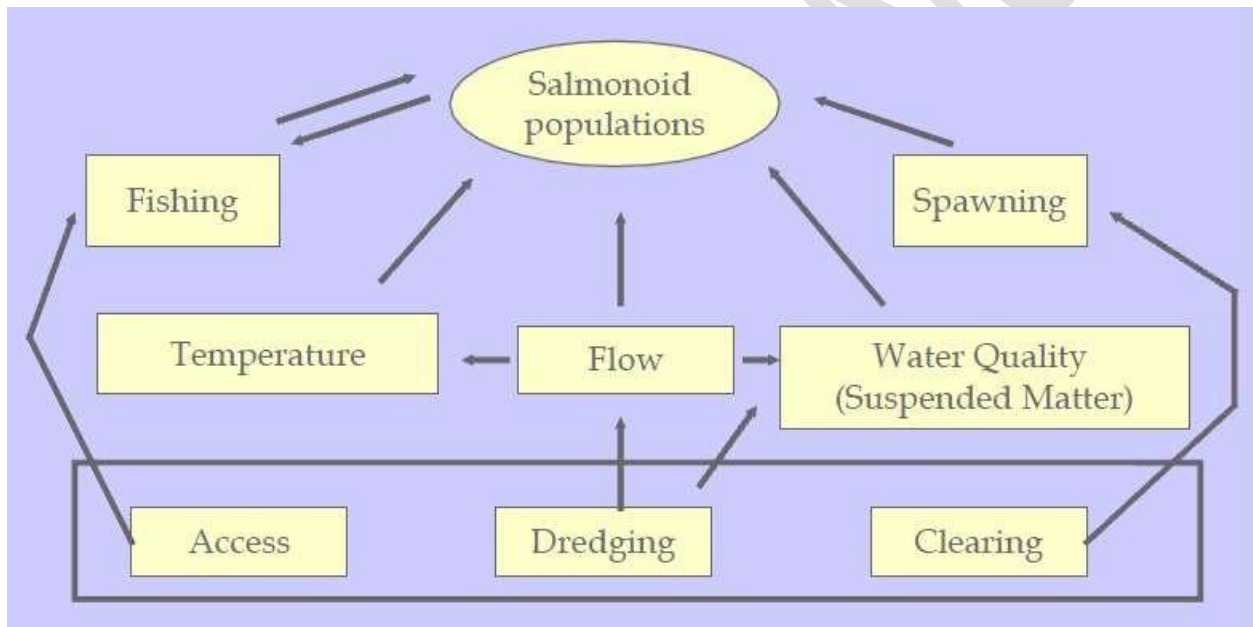 Salmonoid
populations
Fishing
Spawning
Temperature
Flow
Water Quality
(Suspended Matter)
Access
Dredging
Clearing